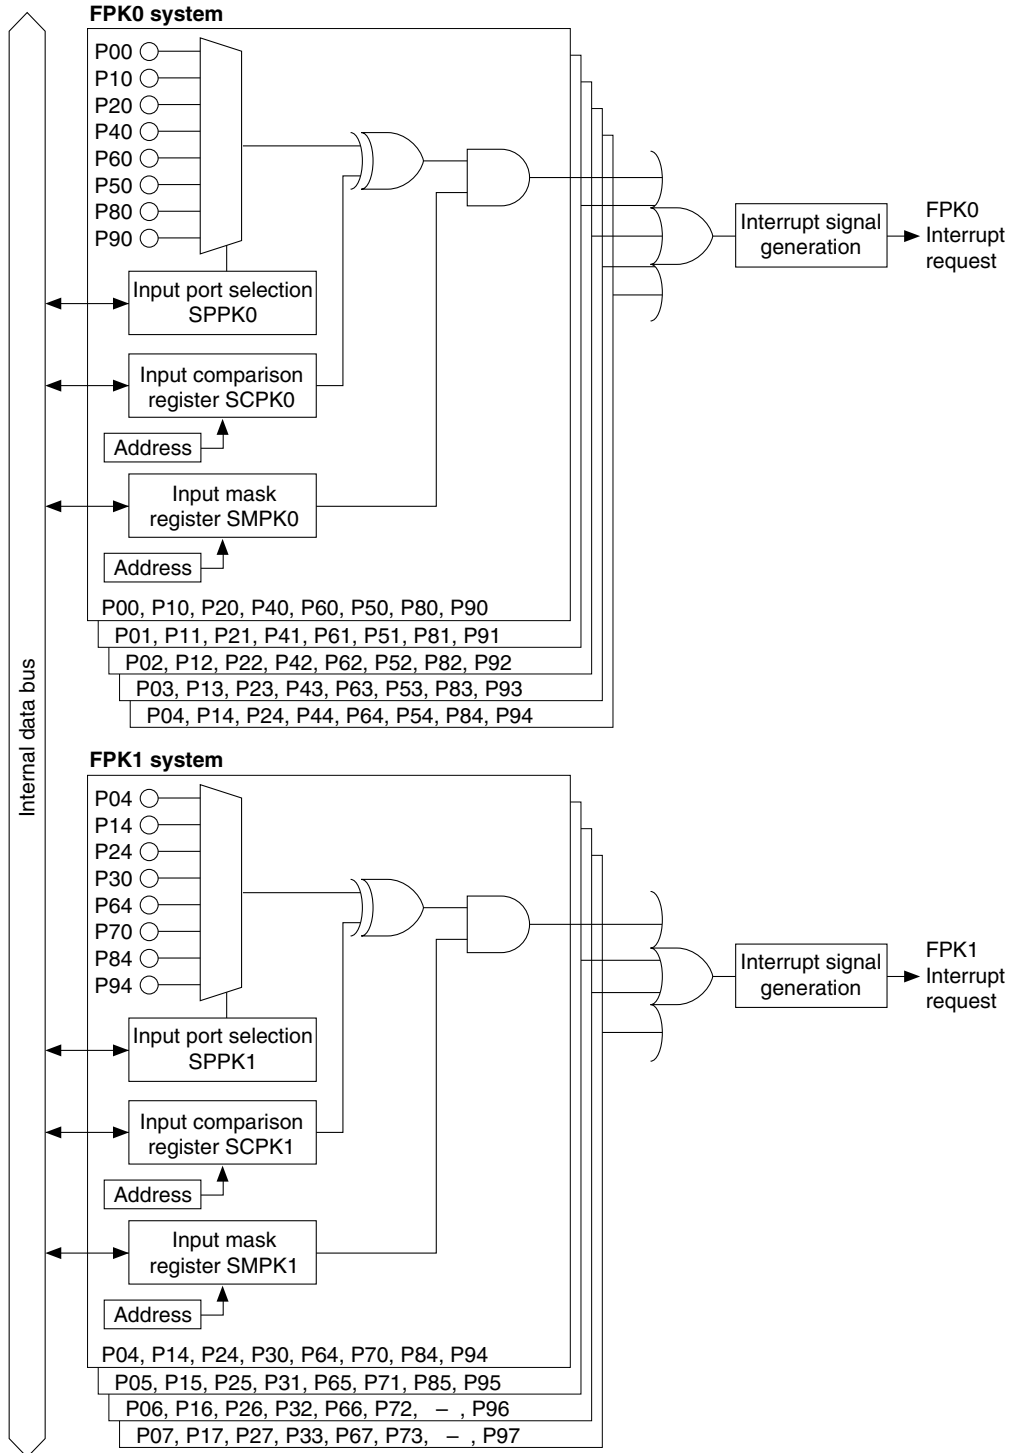 FPK0 system
P00
P10
P20
P40
P60
P50
P80
P90
Input port selection
SPPK0
Input comparison
register SCPK0
Address
Input mask
register SMPK0
Address
Interrupt signal
generation
FPK0
Interrupt
request
P00, P10, P20, P40, P60, P50, P80, P90
P01, P11, P21, P41, P61, P51, P81, P91
P02, P12, P22, P42, P62, P52, P82, P92
P03, P13, P23, P43, P63, P53, P83, P93
P04, P14, P24, P44, P64, P54, P84, P94
Internal data bus
FPK1 system
P04
P14
P24
P30
P64
P70
P84
P94
Input port selection
SPPK1
Input comparison
register SCPK1
Address
Input mask
register SMPK1
Address
Interrupt signal
generation
FPK1
Interrupt
request
P04, P14, P24, P30, P64, P70, P84, P94
P05, P15, P25, P31, P65, P71, P85, P95
P06, P16, P26, P32, P66, P72, – , P96
P07, P17, P27, P33, P67, P73, – , P97